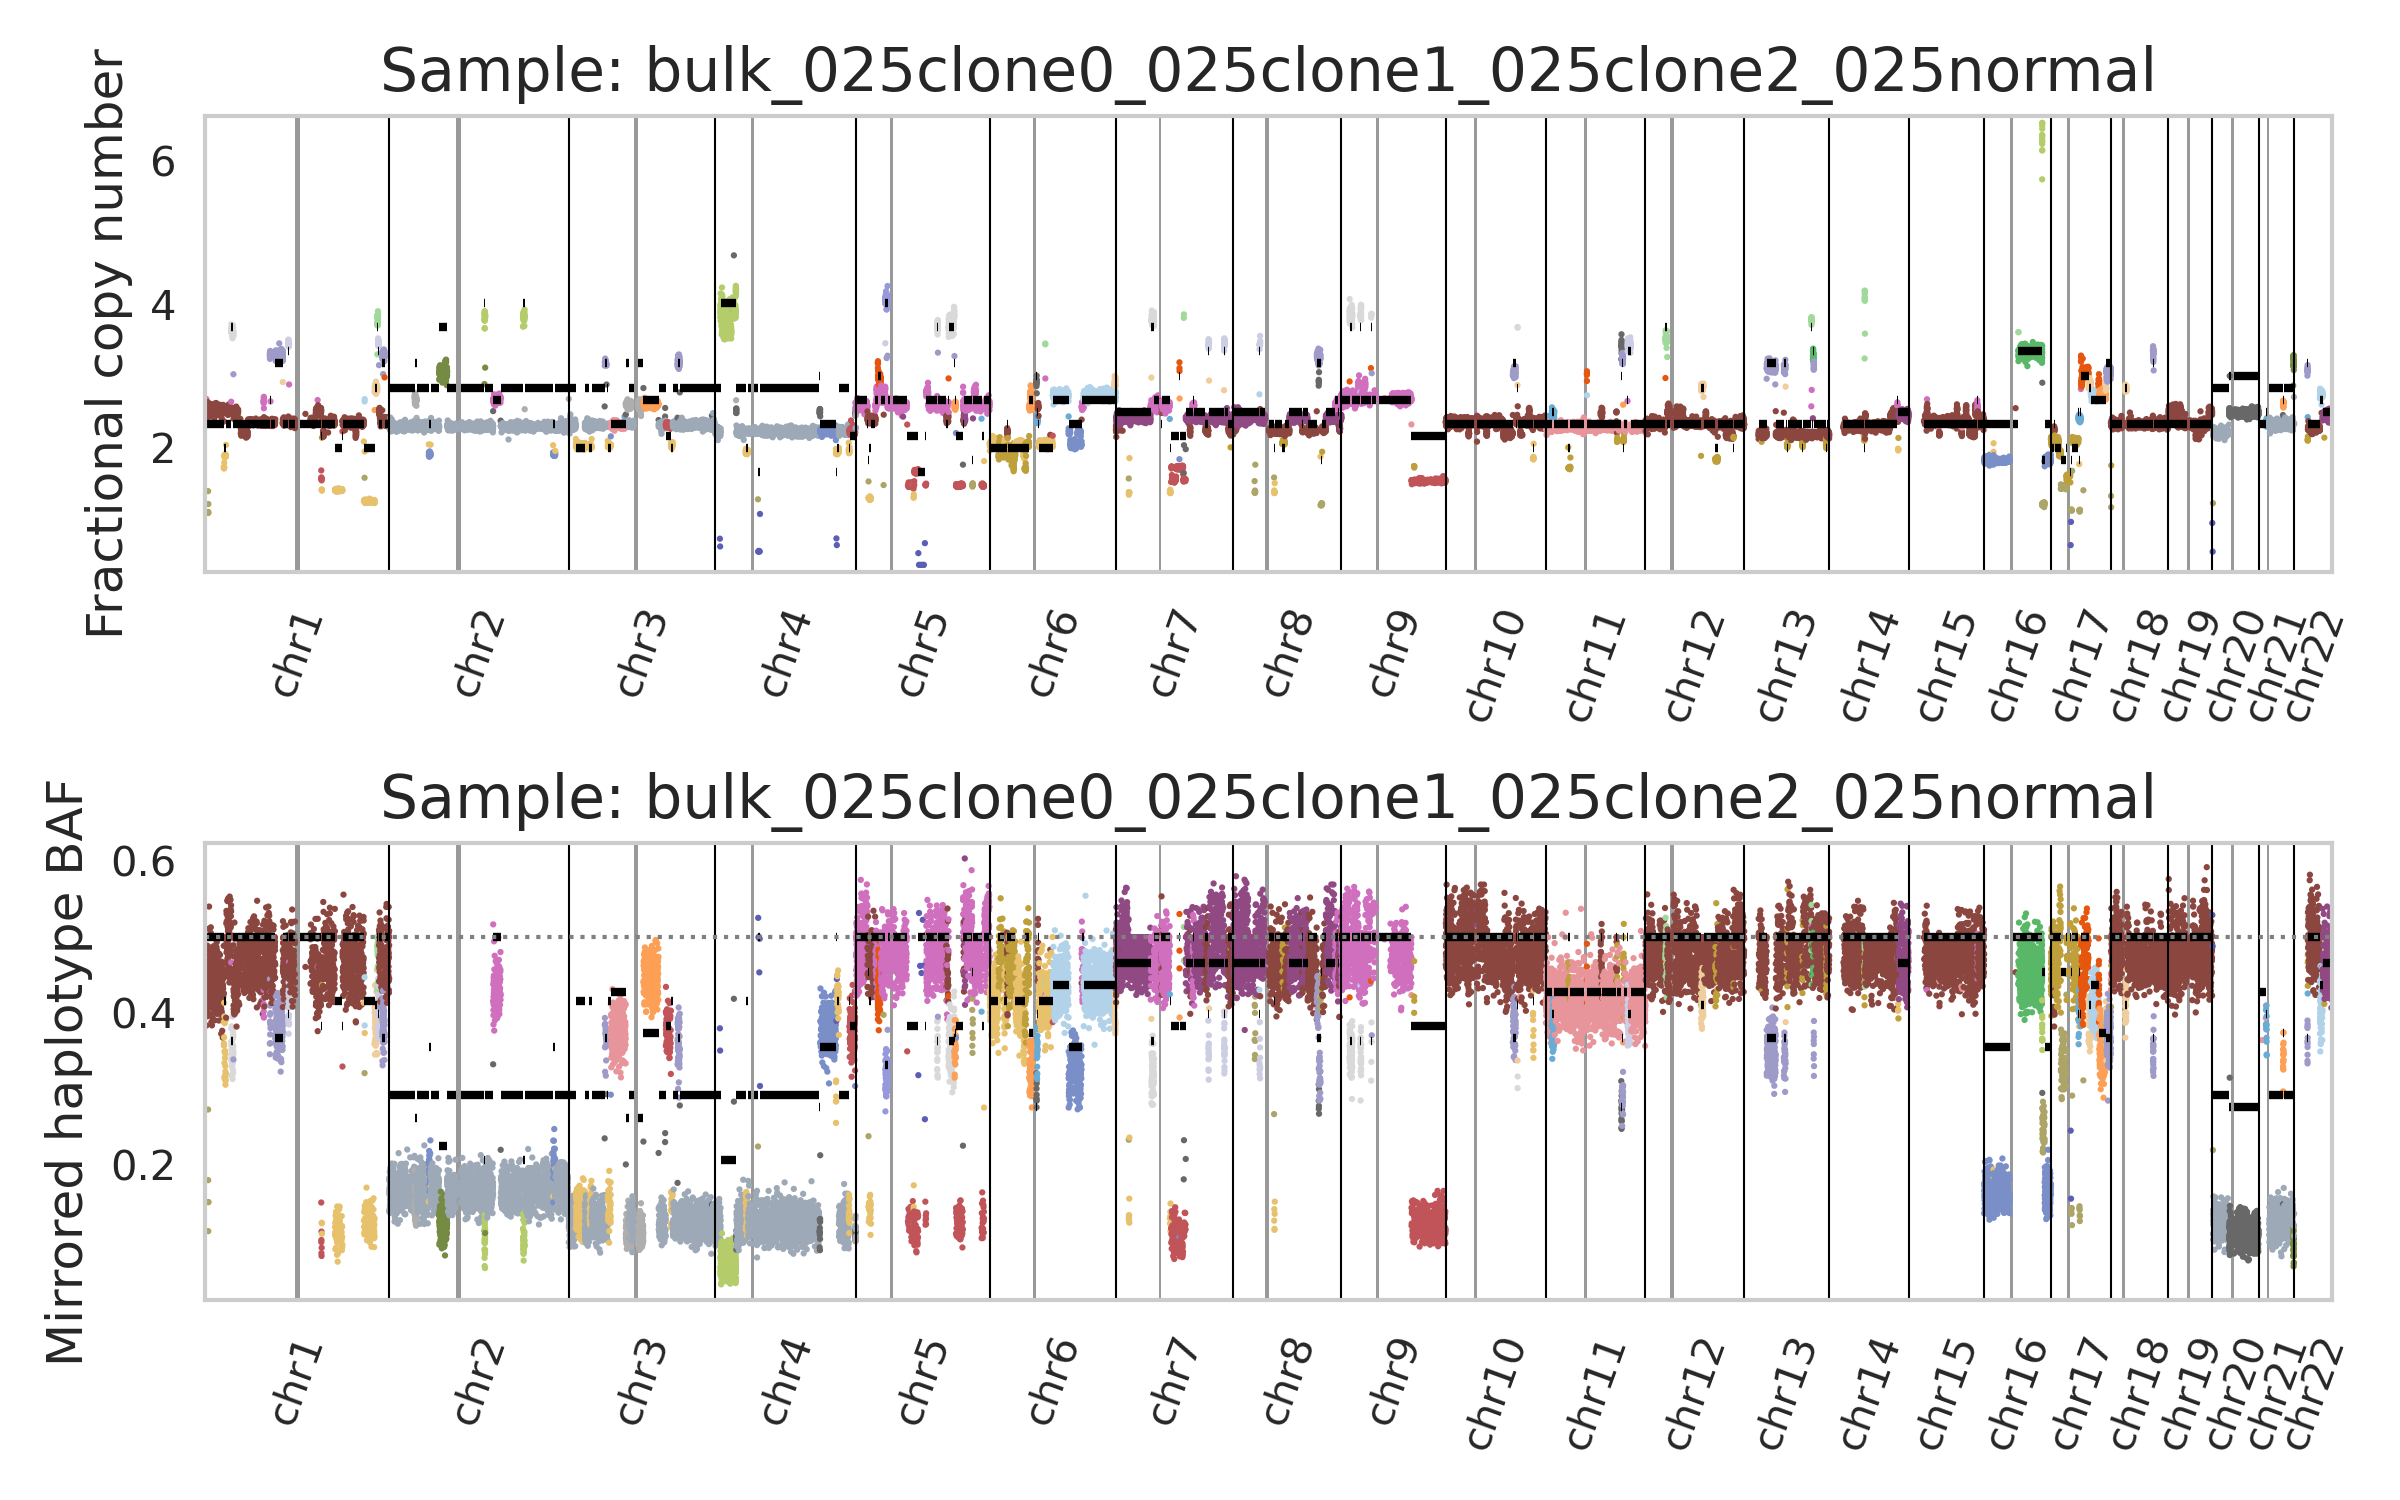 Sample: bulk_025clone0_025clone1_025clone2_025normal
Fractional copy number
6
4
2
chr1 chr2 chr3 chr4 chr5 chr6 chr7 chr8 chr9 chr10 chr11 chr12 chr13 chr14 chr15 chr16 chr17 chr18 chr19 chr20 chr21 chr22
Sample: bulk_025clone0_025clone1_025clone2_025normal
Mirrored haplotype BAF
0.6
0.4
0.2
chr1 chr2 chr3 chr4 chr5 chr6 chr7 chr8 chr9 chr10 chr11 chr12 chr13 chr14 chr15 chr16 chr17 chr18 chr19 chr20 chr21 chr22